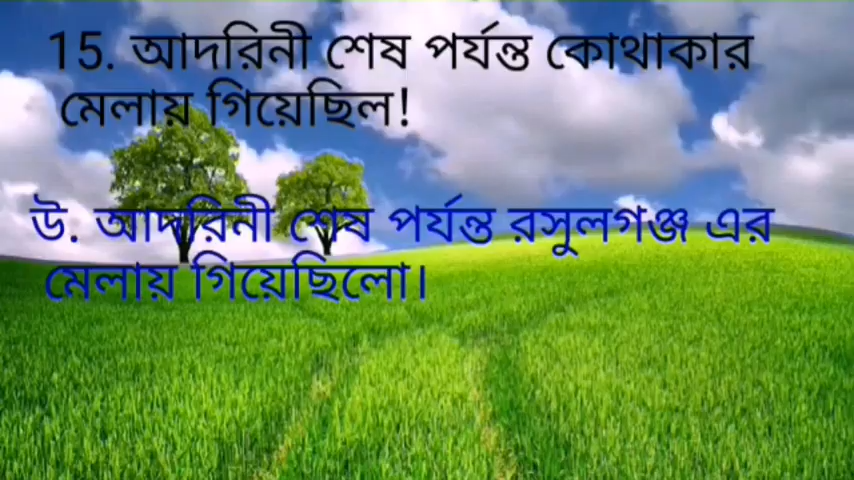 15. আদরিনী শেষ পর্যন্ত কোথাকার
মেলায় গিয়েছিল!
উ. আদরিনী শেষ পর্যন্ত রসুলগঞ্জ এর
মেলায় গিয়েছিলো।